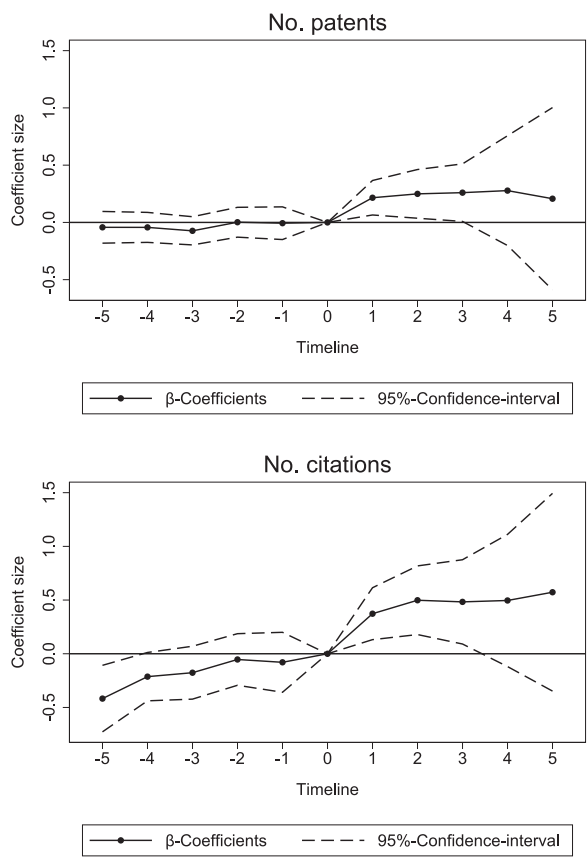 No. patents
Coefficient size
1.5
1.0
0.5
0.0
-0.5
-5 -4 -3 -2 -1 0 1 2 3 4 5
Timeline
β-Coefficients 95%-Confidence-interval
No. citations
Coefficient size
1.5
1.0
0.5
0.0
-0.5
-5 -4 -3 -2 -1 0 1 2 3 4 5
Timeline
β-Coefficients 95%-Confidence-interval